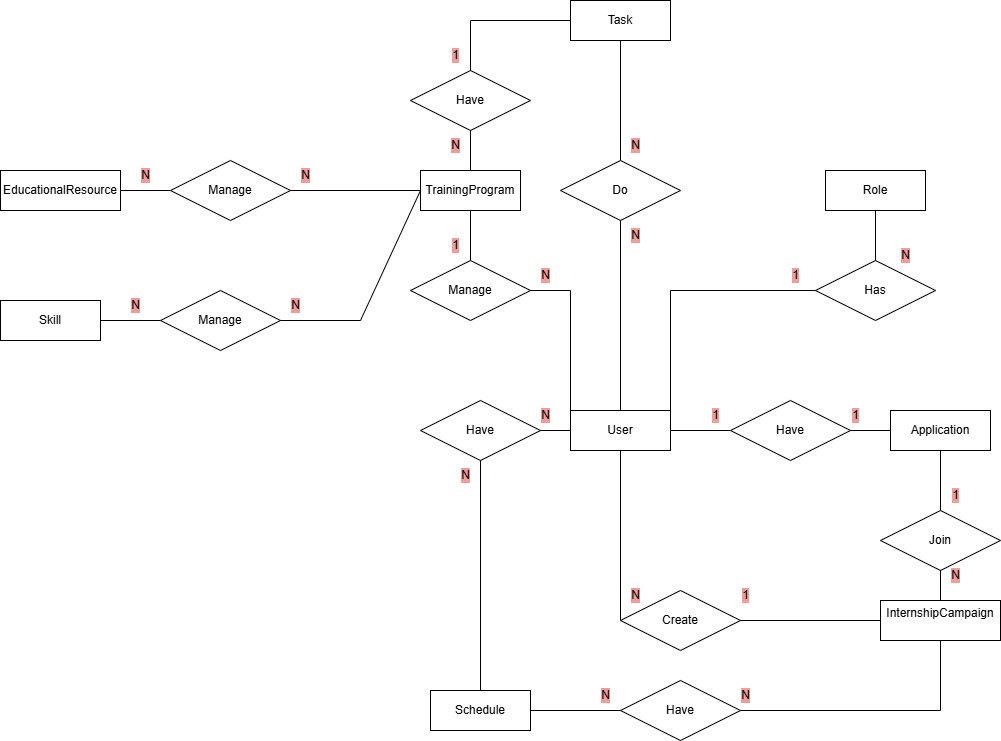 Task
1
Have
N
N
EducationalResource
N
Manage
N
TrainingProgram
Do
Role
1
N
N
N
1
Has
Manage
Skill
N
Manage
N
Have
N
User
1
Have
1
Application
N
1
Join
N
N
Create
1
InternshipCampaign
Schedule
N
Have
N